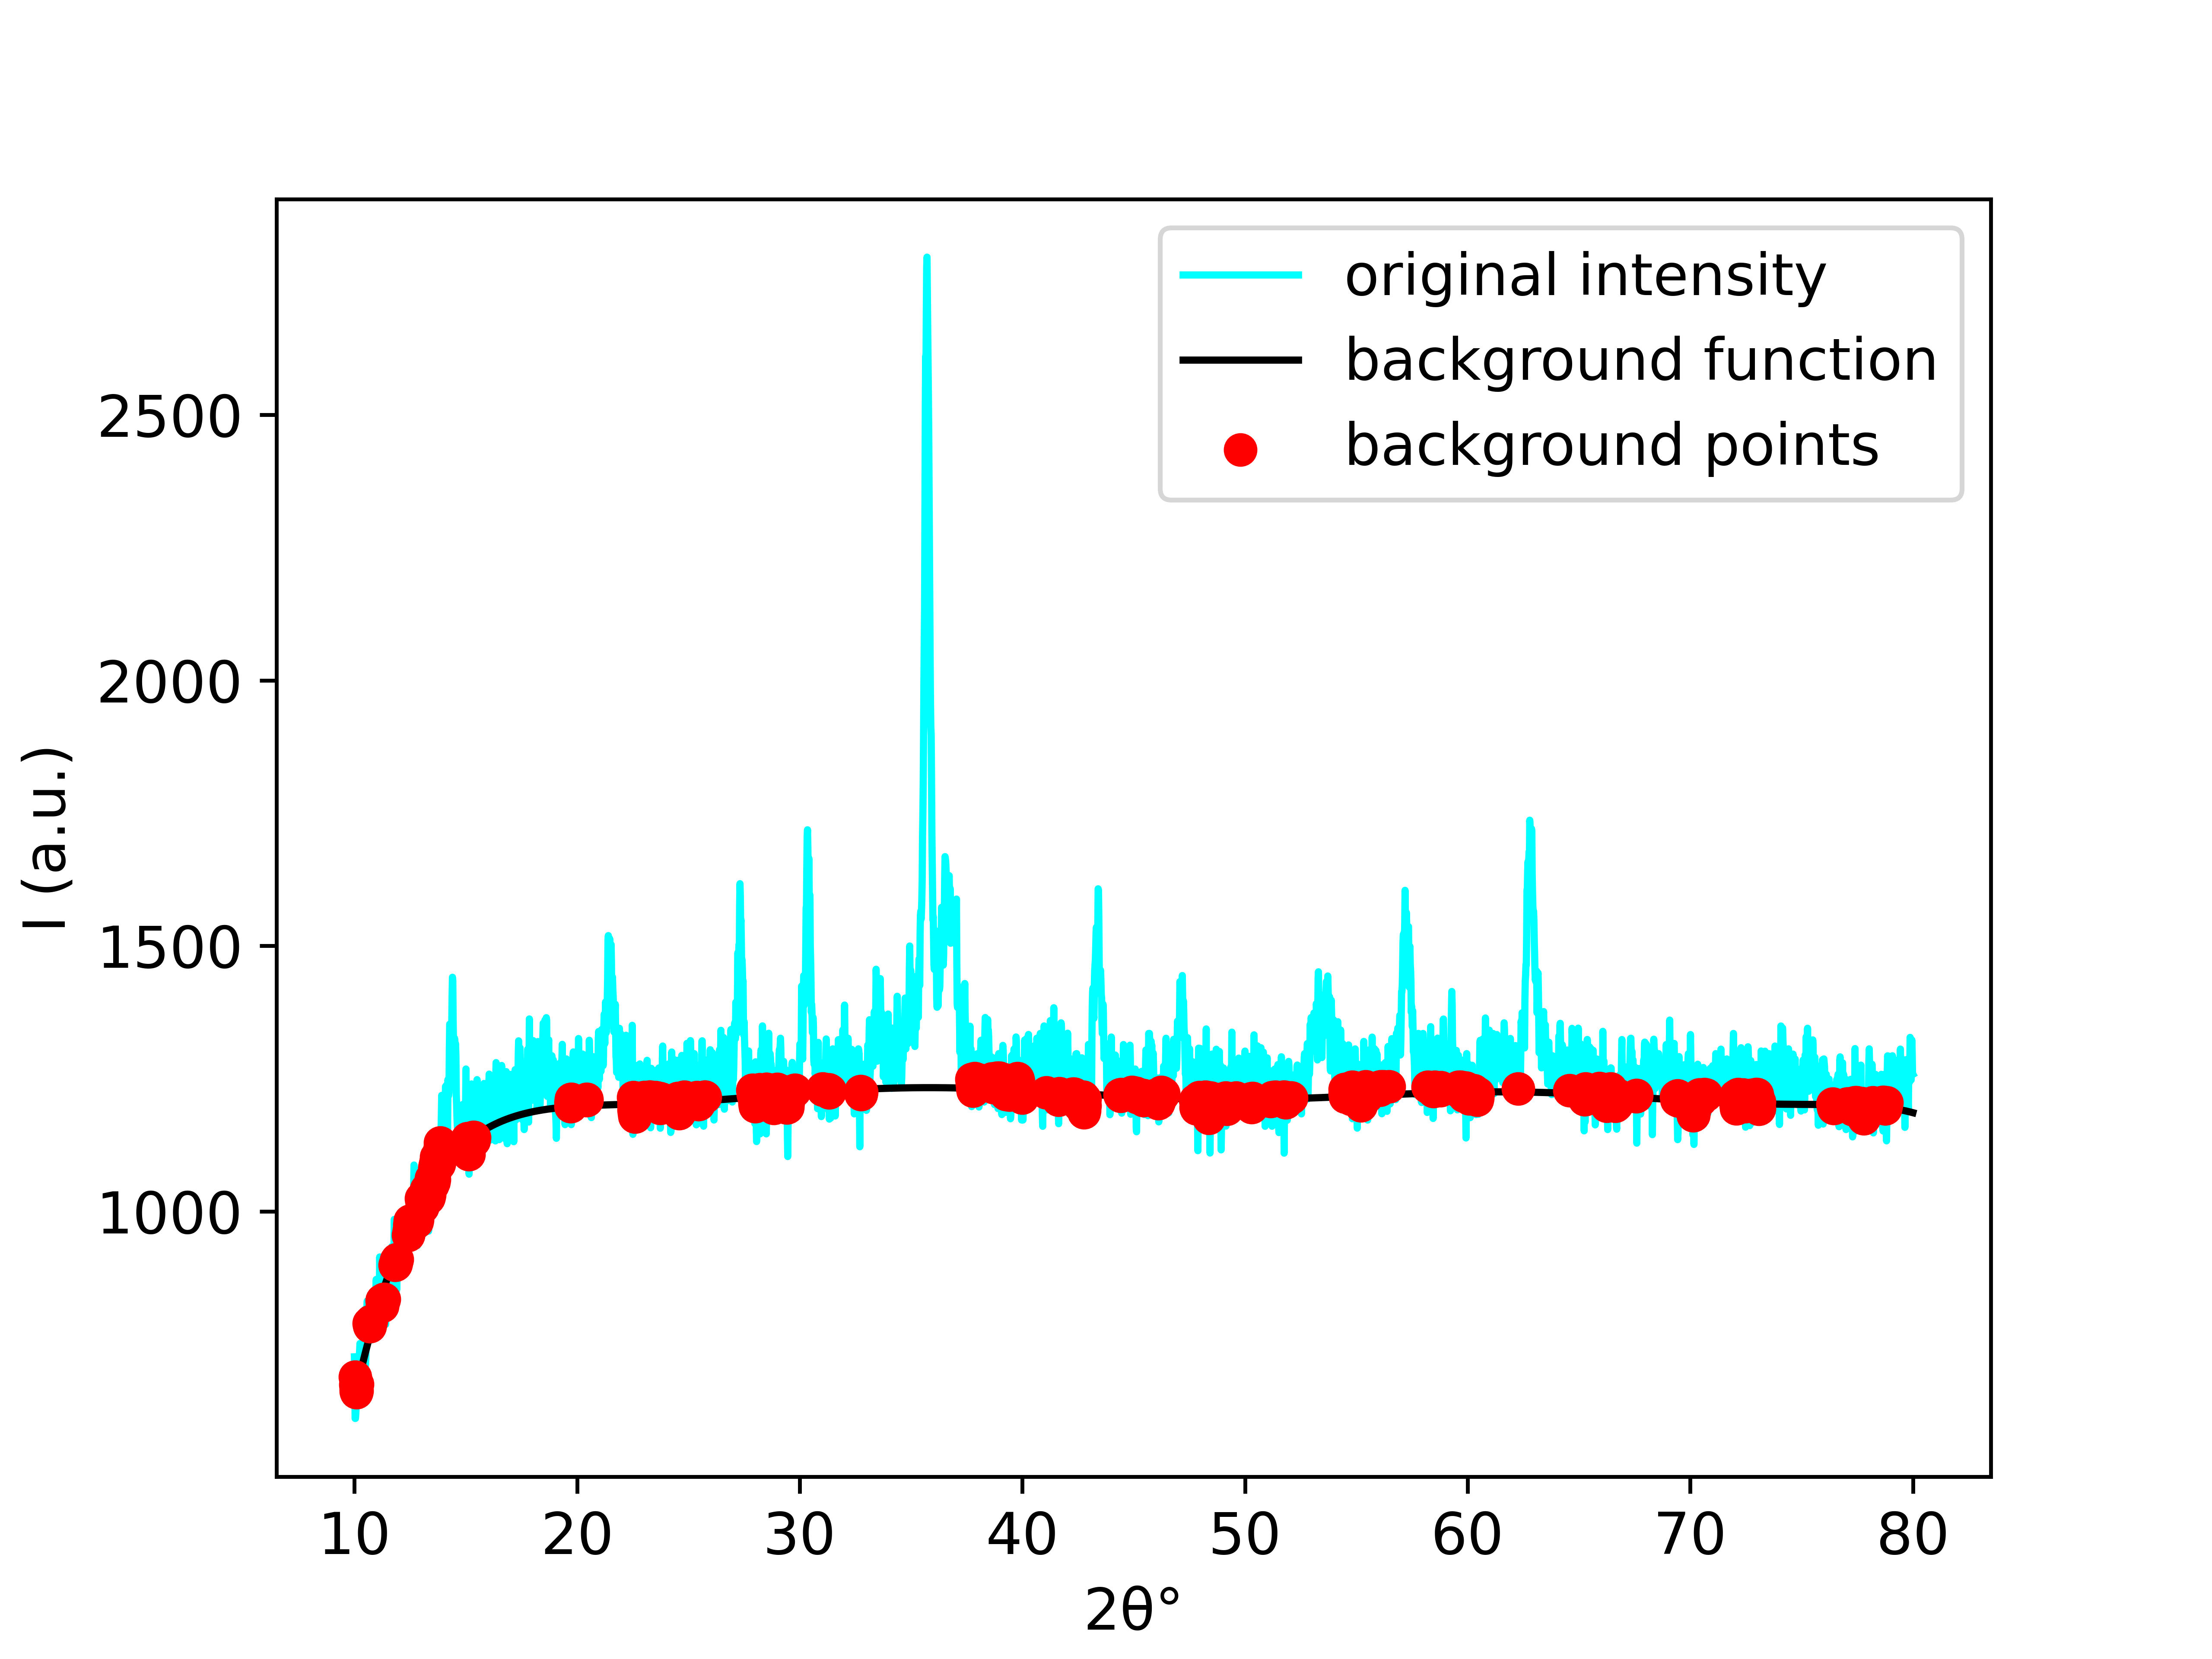 original intensity
background function
background points
2500
2000
1500
1000
I (a.u.)
10 20 30 40 50 60 70 80
2θ°